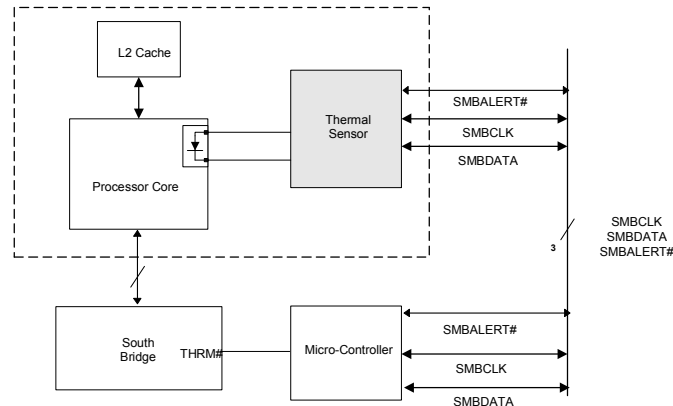 L2 Cache
Thermal
Sensor
SMBALERT#
SMBCLK
SMBDATA
Processor Core
3
SMBCLK
SMBDATA
SMBALERT#
South
Bridge
THRM#
Micro-Controller
SMBALERT#
SMBCLK
SMBDATA